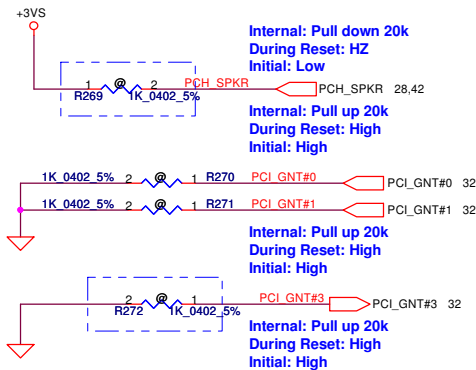 +3VS
Internal: Pull down 20k
During Reset: HZ
Initial: Low
1 @ 2 PCH_SPKR PCH_SPKR 28,42
R269 1K_0402_5%
Internal: Pull up 20k
During Reset: High
Initial: High
1K_0402_5% 2 @ 1 R270 PCI_GNT#0 PCI_GNT#0 32
1K_0402_5% 2 @ 1 R271 PCI_GNT#1 PCI_GNT#1 32
Internal: Pull up 20k
During Reset: High
Initial: High
2 @ 1 PCI_GNT#3 PCI_GNT#3 32
R272 1K_0402_5%
Internal: Pull up 20k
During Reset: High
Initial: High